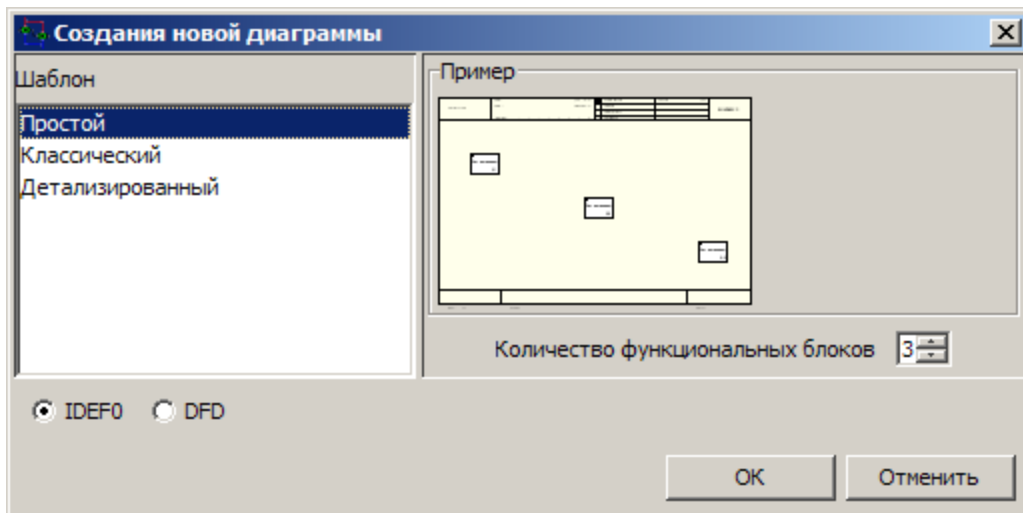 Создания новой диаграммы
Шаблон
Простой
Классический
Детализированный
Пример
Количество функциональных блоков 3
IDEF0 DFD
OK Отменить